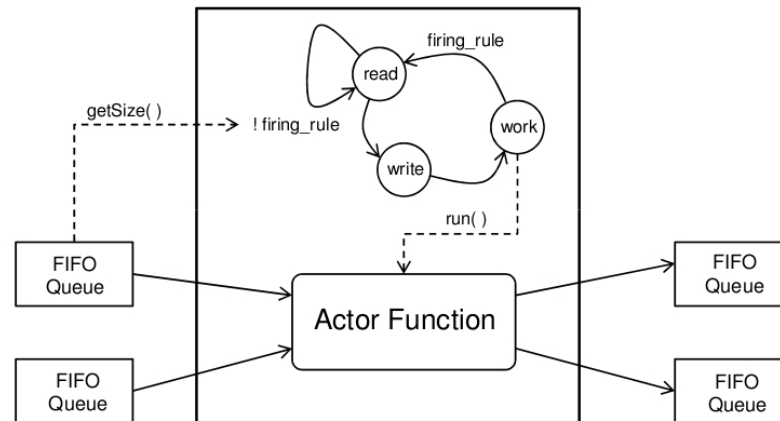 firing_rule
read
getSize( )
! firing_rule
work
write
run( )
FIFO
Queue
FIFO
Queue
Actor Function
FIFO
Queue
FIFO
Queue